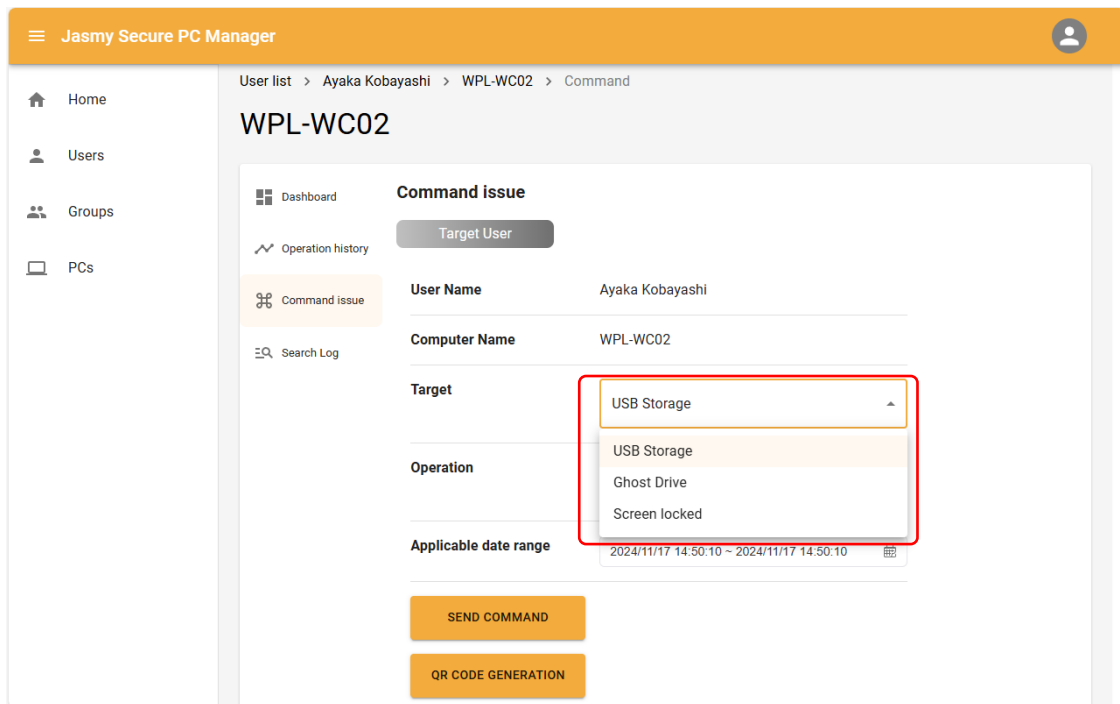 Jasmy Secure PC Manager
User list > Ayaka Kobayashi > WPL-WC02 > Command
WPL-WC02
Home
Users
Groups
PCs
Dashboard
Operation history
Command issue
Search Log
Command issue
Target User
User Name Ayaka Kobayashi
Computer Name WPL-WC02
Target USB Storage
USB Storage
Ghost Drive
Screen locked
Operation
Applicable date range 2024/11/17 14:50:10 ~ 2024/11/17 14:50:10
SEND COMMAND
QR CODE GENERATION